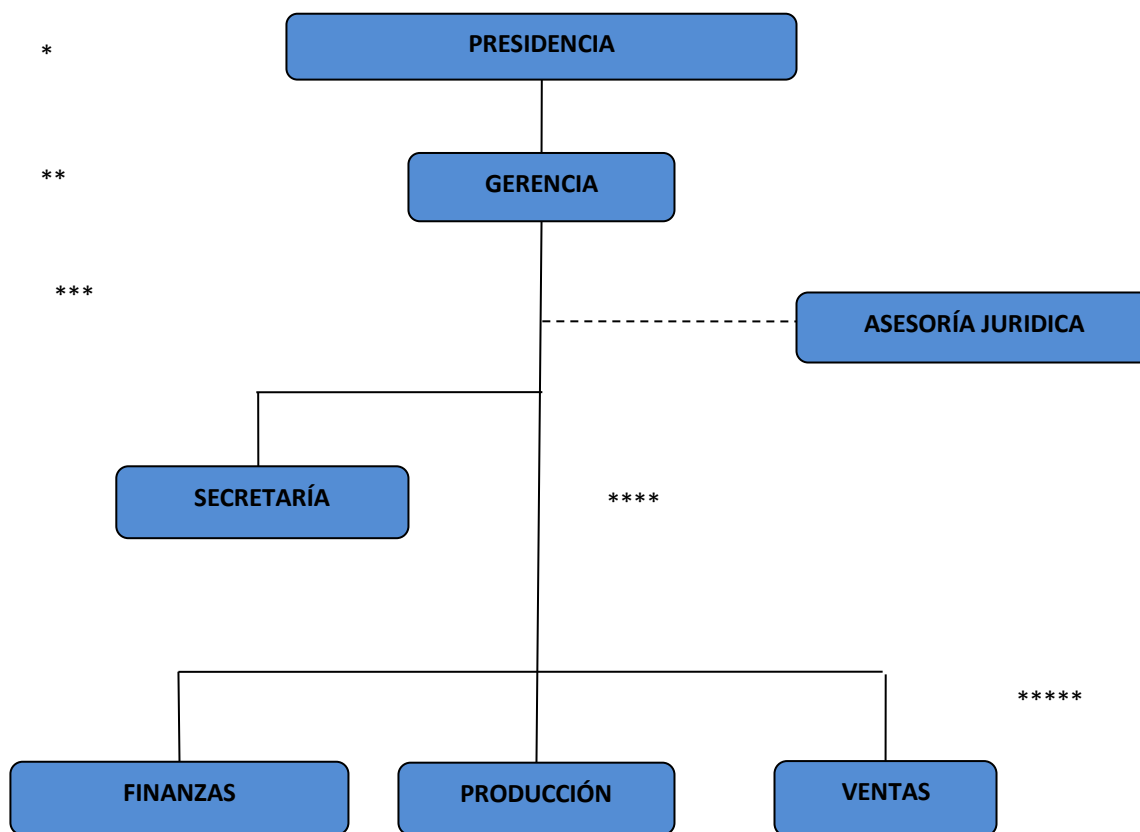 * PRESIDENCIA
** GERENCIA
***
ASESORÍA JURIDICA
SECRETARÍA ****
*****
FINANZAS PRODUCCIÓN VENTAS